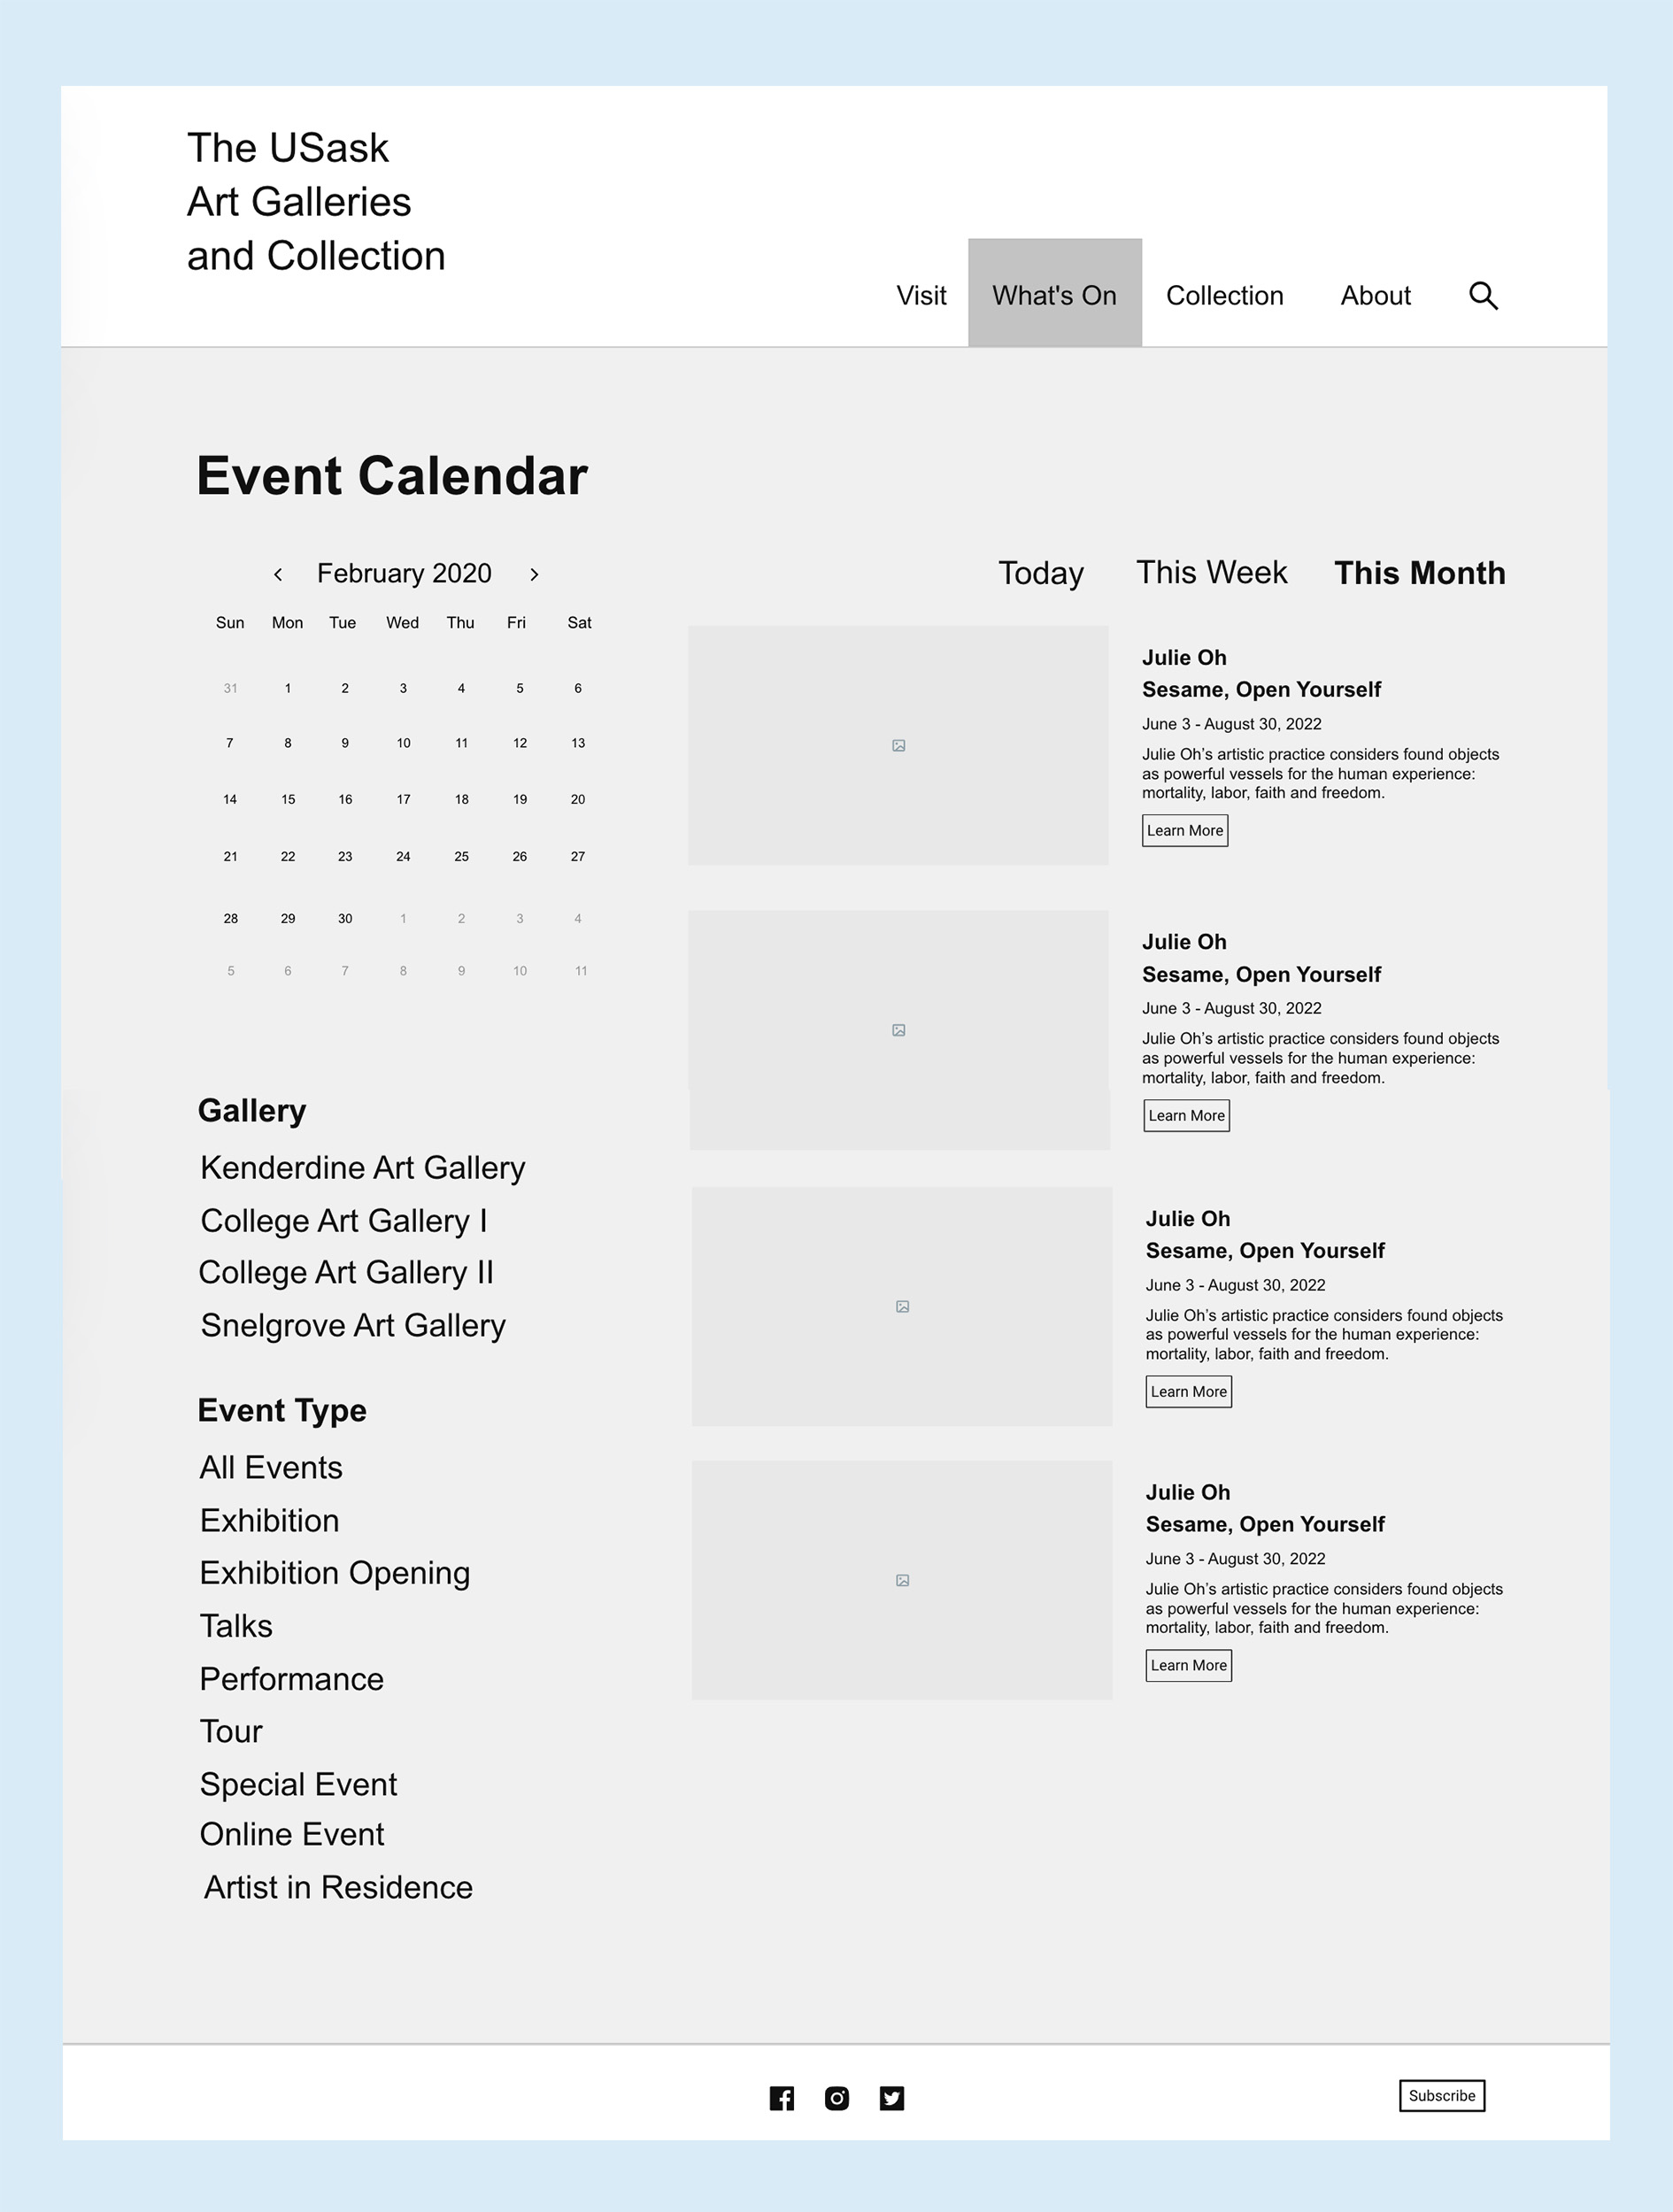 The USask
Art Galleries
and Collection
Visit What's On Collection About
Event Calendar
February 2020
Sun Mon Tue Wed Thu Fri Sat
31 1 2 3 4 5 6
7 8 9 10 11 12 13
14 15 16 17 18 19 20
21 22 23 24 25 26 27
28 29 30 1 2 3 4
5 6 7 8 9 10 11
Gallery
Kenderdine Art Gallery
College Art Gallery I
College Art Gallery II
Snelgrove Art Gallery
Event Type
All Events
Exhibition
Exhibition Opening
Talks
Performance
Tour
Special Event
Online Event
Artist in Residence
Today This Week This Month
Julie Oh
Sesame, Open Yourself
June 3 - August 30, 2022
Julie Oh’s artistic practice considers found objects
as powerful vessels for the human experience:
mortality, labor, faith and freedom.
Learn More
Julie Oh
Sesame, Open Yourself
June 3 - August 30, 2022
Julie Oh’s artistic practice considers found objects
as powerful vessels for the human experience:
mortality, labor, faith and freedom.
Learn More
Julie Oh
Sesame, Open Yourself
June 3 - August 30, 2022
Julie Oh’s artistic practice considers found objects
as powerful vessels for the human experience:
mortality, labor, faith and freedom.
Learn More
Julie Oh
Sesame, Open Yourself
June 3 - August 30, 2022
Julie Oh’s artistic practice considers found objects
as powerful vessels for the human experience:
mortality, labor, faith and freedom.
Learn More
Subscribe